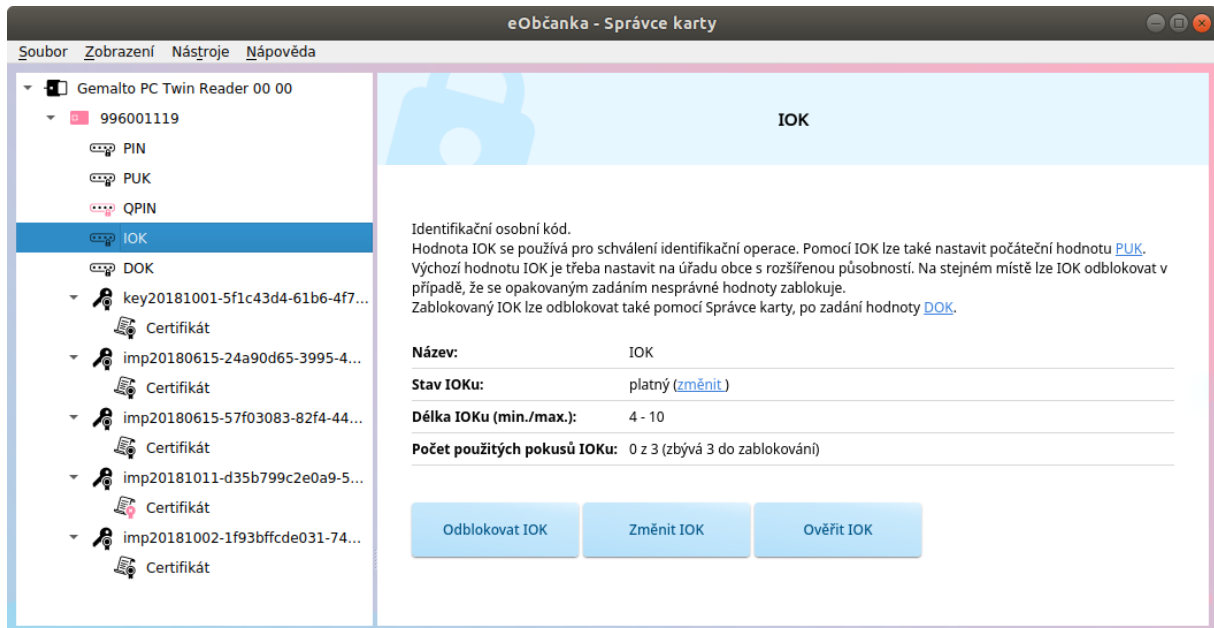 eObčanka - Správce karty
Soubor Zobrazení Nástroje Nápověda
Gemalto PC Twin Reader 00 00
996001119
PIN
PUK
QPIN
IOK
DOK
key20181001-5f1c43d4-61b6-4f7...
Certifikát
imp20180615-24a90d65-3995-4...
Certifikát
imp20180615-57f03083-82f4-44...
Certifikát
imp20181011-d35b799c2e0a9-5...
Certifikát
imp20181002-1f93bffcde031-74...
Certifikát
IOK
Identifikační osobní kód.
Hodnota IOK se používá pro schválení identifikační operace. Pomocí IOK lze také nastavit počáteční hodnotu PUK.
Výchozí hodnotu IOK je třeba nastavit na úřadu obce s rozšířenou působností. Na stejném místě lze IOK odblokovat v
případě, že se opakovaným zadáním nesprávné hodnoty zablokuje.
Zablokovaný IOK lze odblokovat také pomocí Správce karty, po zadání hodnoty DOK.
Název: IOK
Stav IOKu: platný (změnit )
Délka IOKu (min./max.): 4 - 10
Počet použitých pokusů IOKu: 0 z 3 (zbývá 3 do zablokování)
Odblokovat IOK Změnit IOK Ověřit IOK